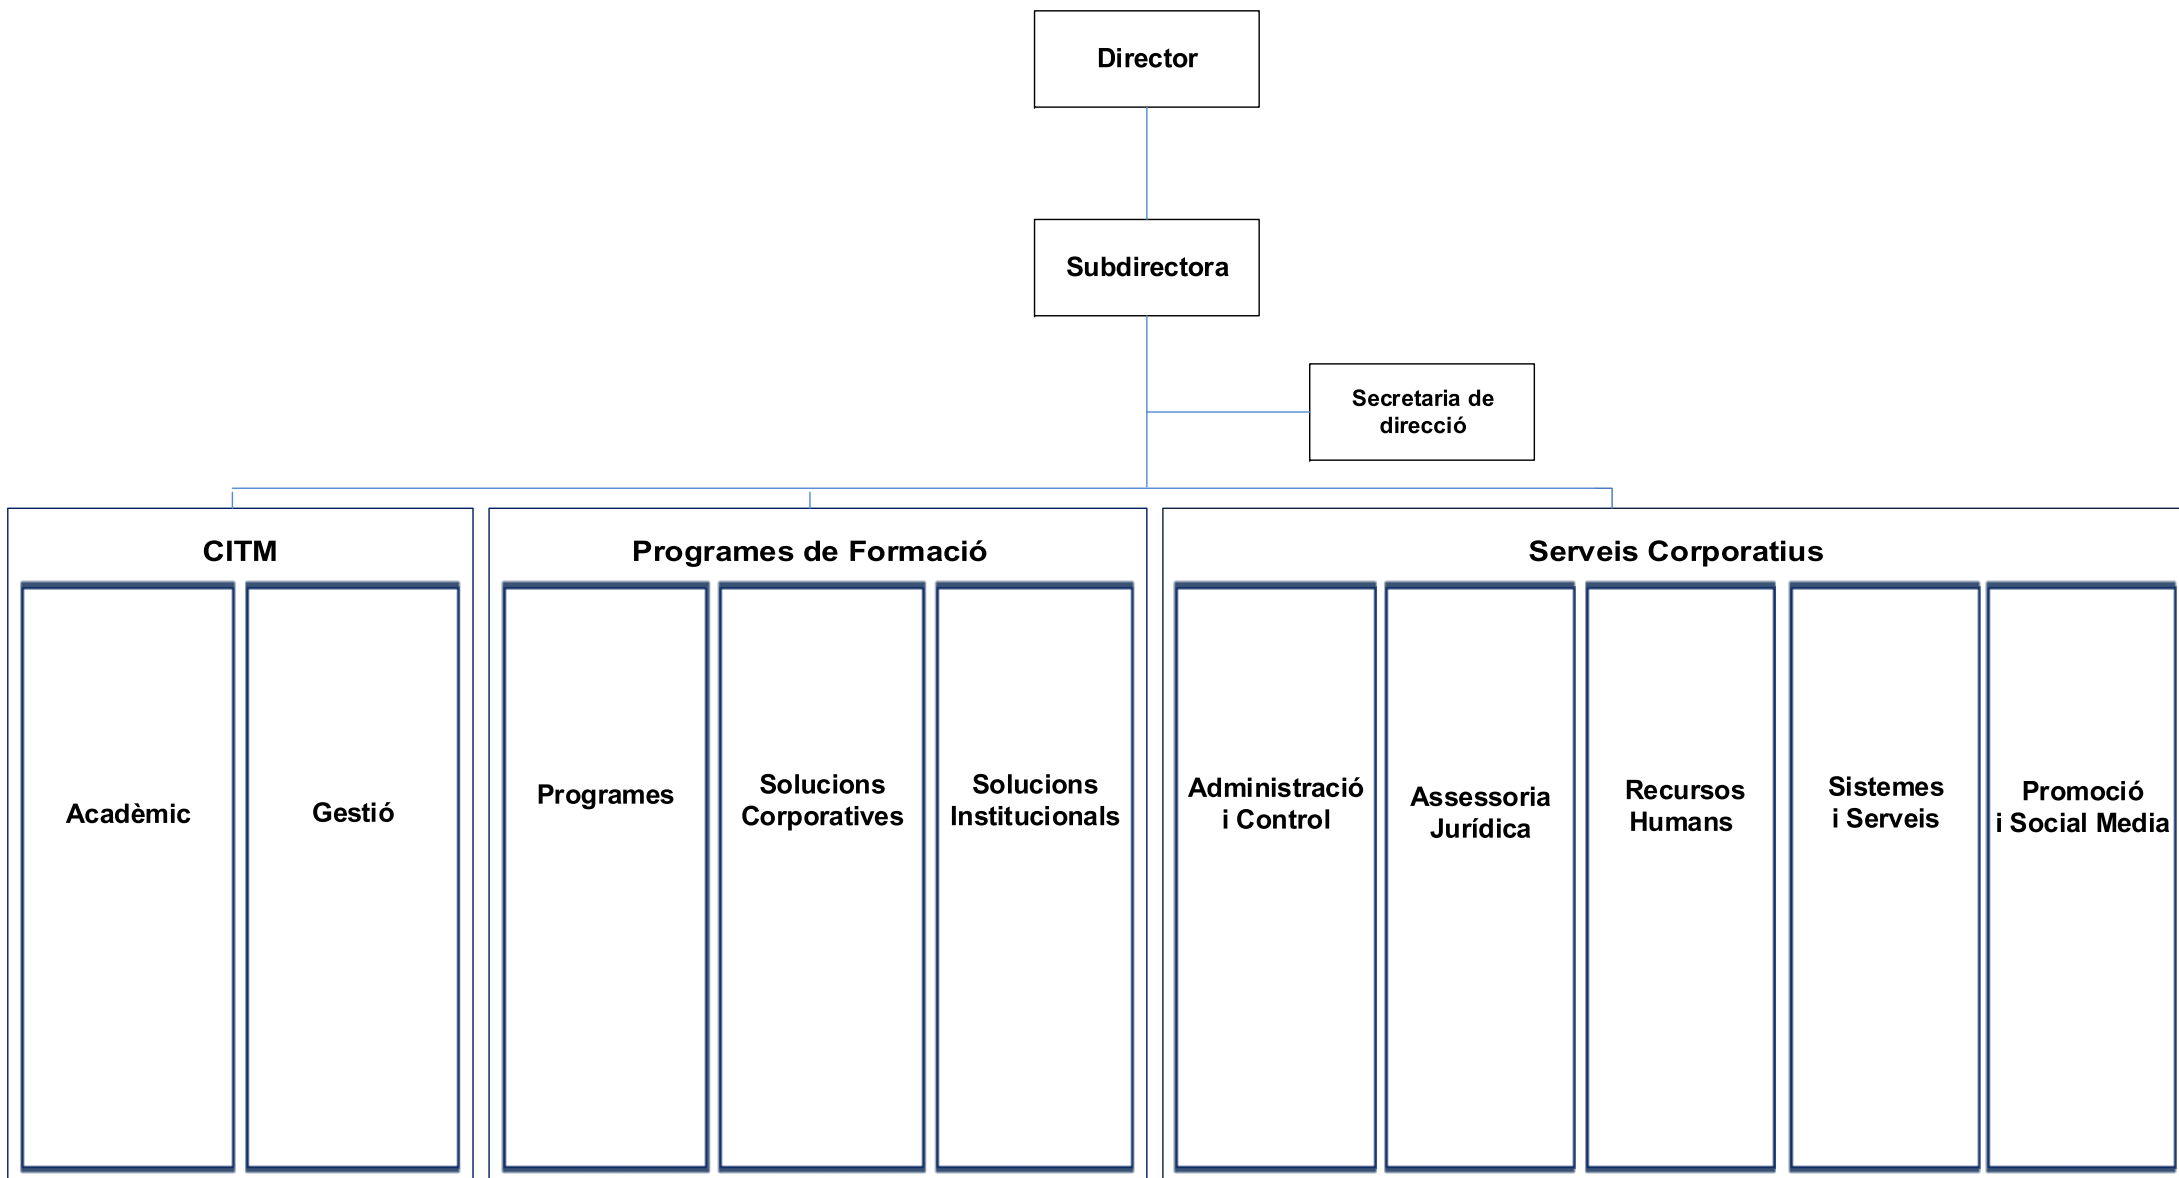 Director
Subdirectora
Secretaria de
direcció
CITM
Acadèmic
Gestió
Programes de Formació
Programes
Solucions
Corporatives
Solucions
Institucionals
Serveis Corporatius
Administració
i Control
Assessoria
Jurídica
Recursos
Humans
Sistemes
i Serveis
Promoció
i Social Media